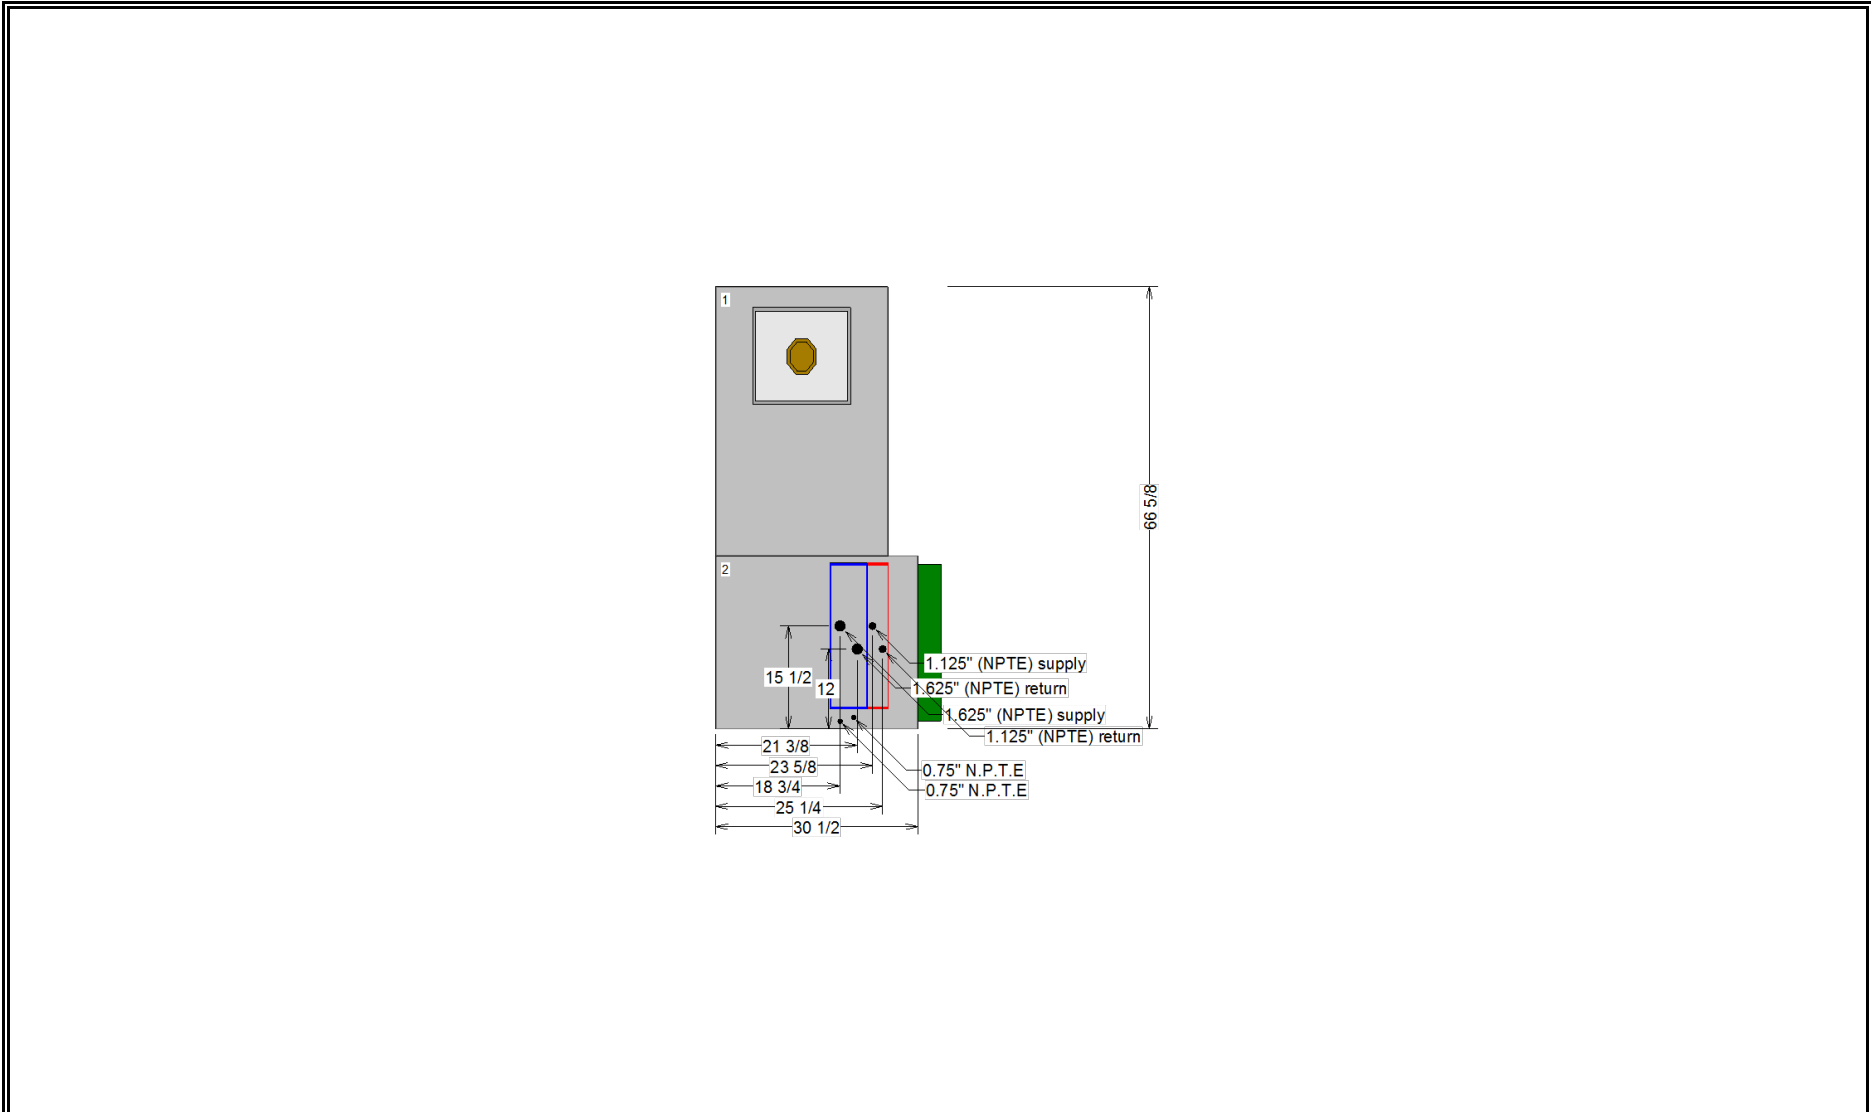 1
66 5/8
2
1.125" (NPTE) supply
15 1/2
12
1.625" (NPTE) return
1.625" (NPTE) supply
1.125" (NPTE) return
21 3/8
23 5/8
0.75" N.P.T.E
18 3/4
0.75" N.P.T.E
25 1/4
30 1/2